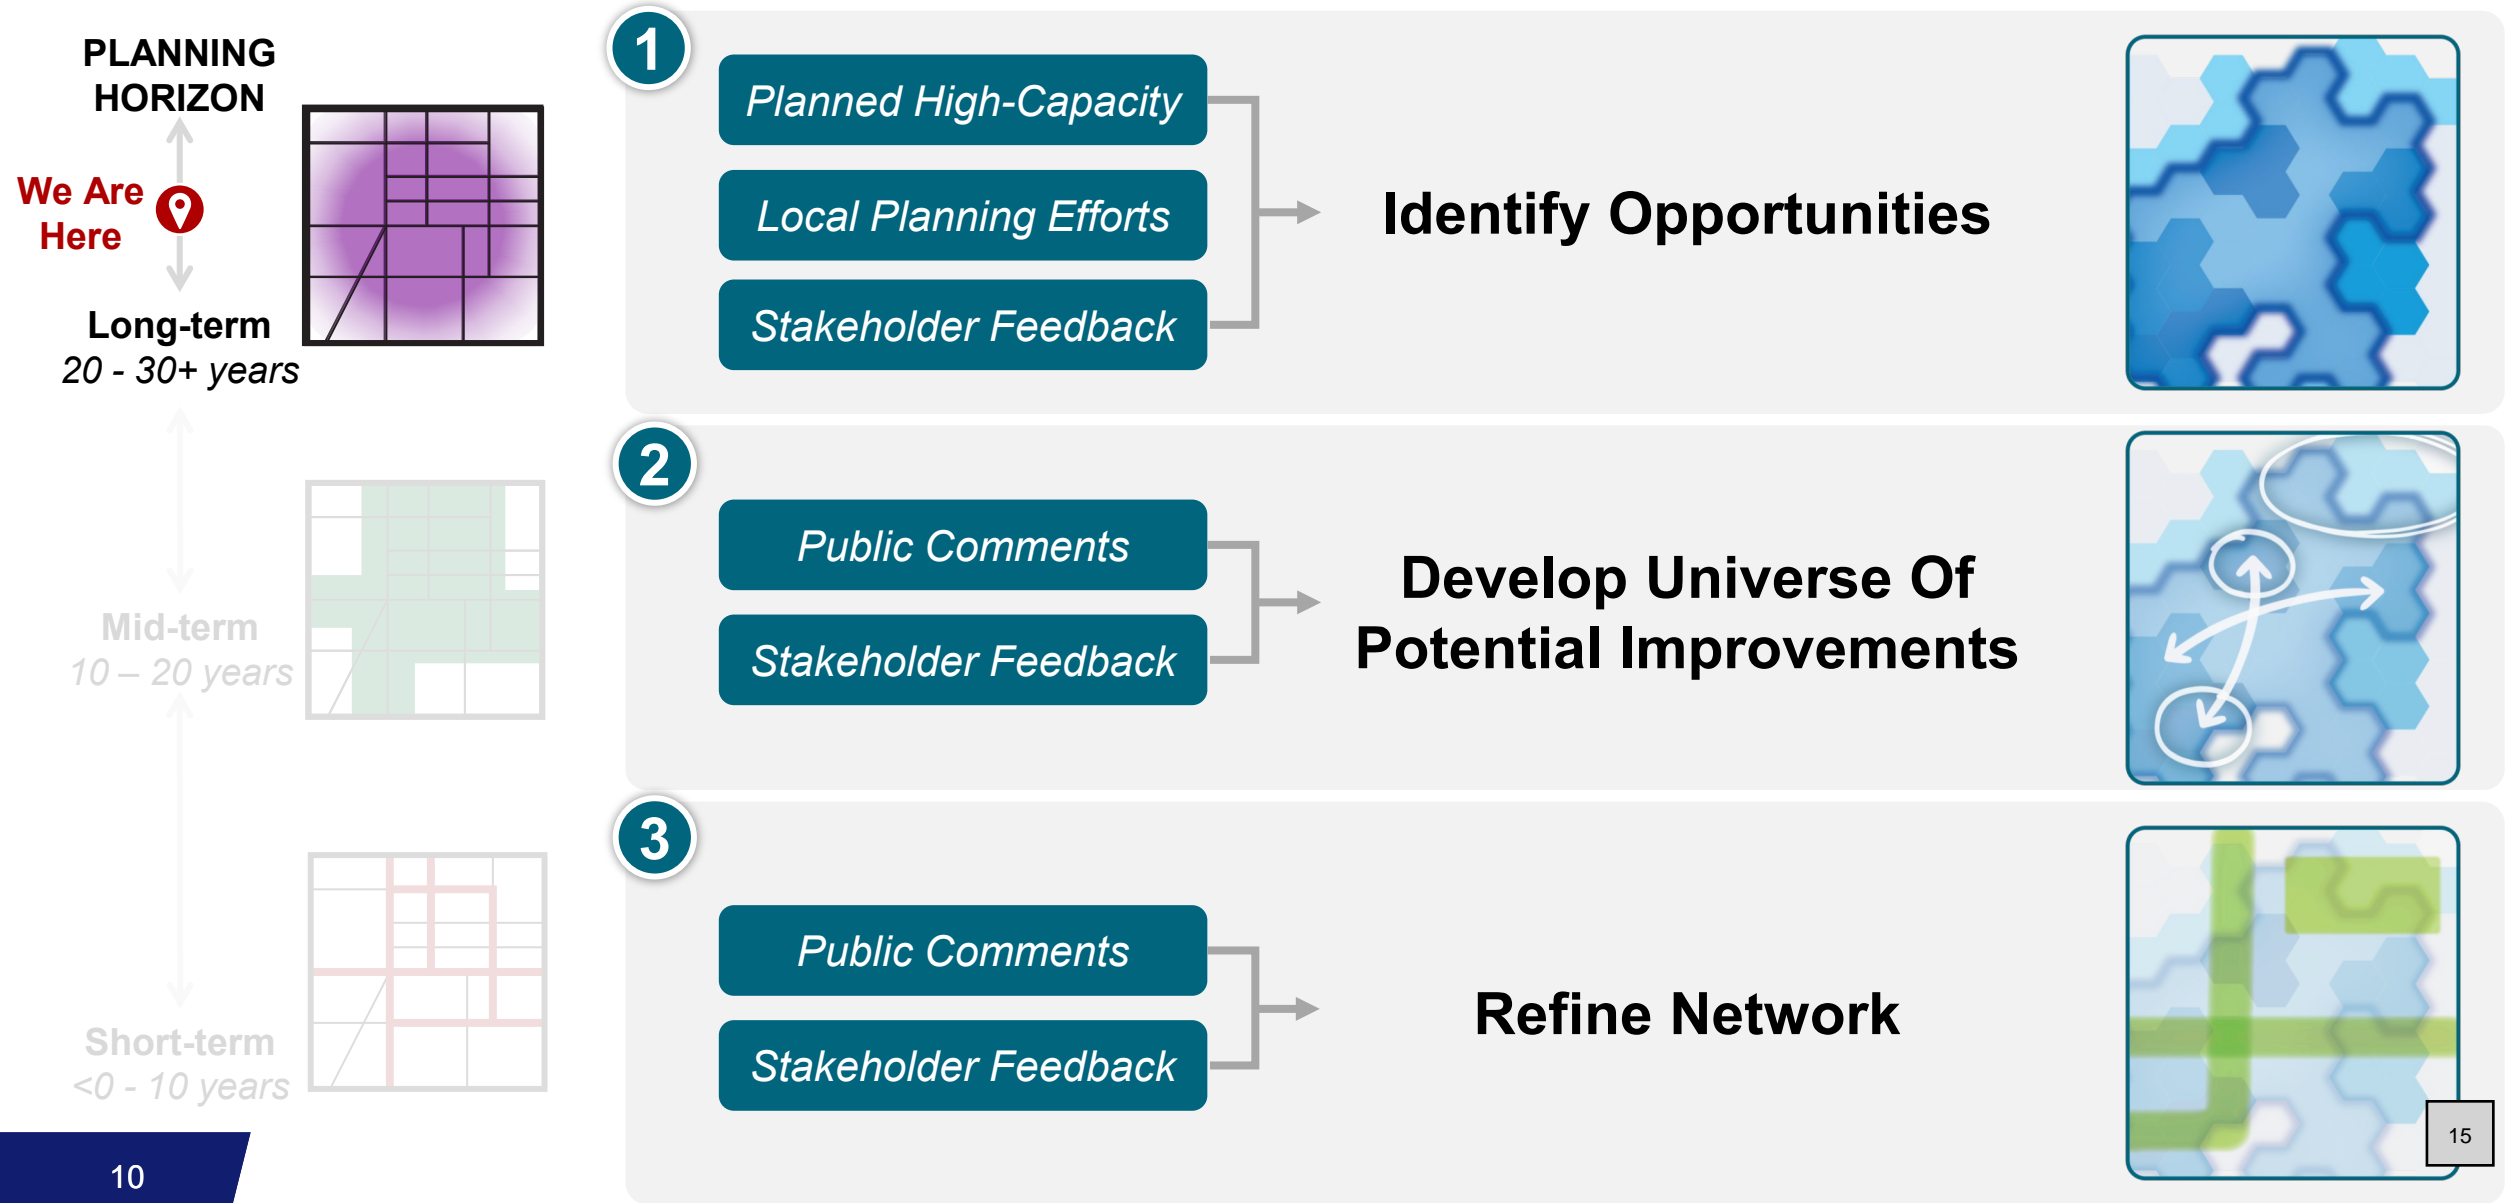 PLANNING
HORIZON
We Are
Here
Long-term
20 - 30+ years
Mid-term
10 – 20 years
Short-term
<0 - 10 years
1
Planned High-Capacity
Local Planning Efforts
Stakeholder Feedback
Identify Opportunities
2
Public Comments
Stakeholder Feedback
Develop Universe Of
Potential Improvements
3
Public Comments
Stakeholder Feedback
Refine Network
15
10